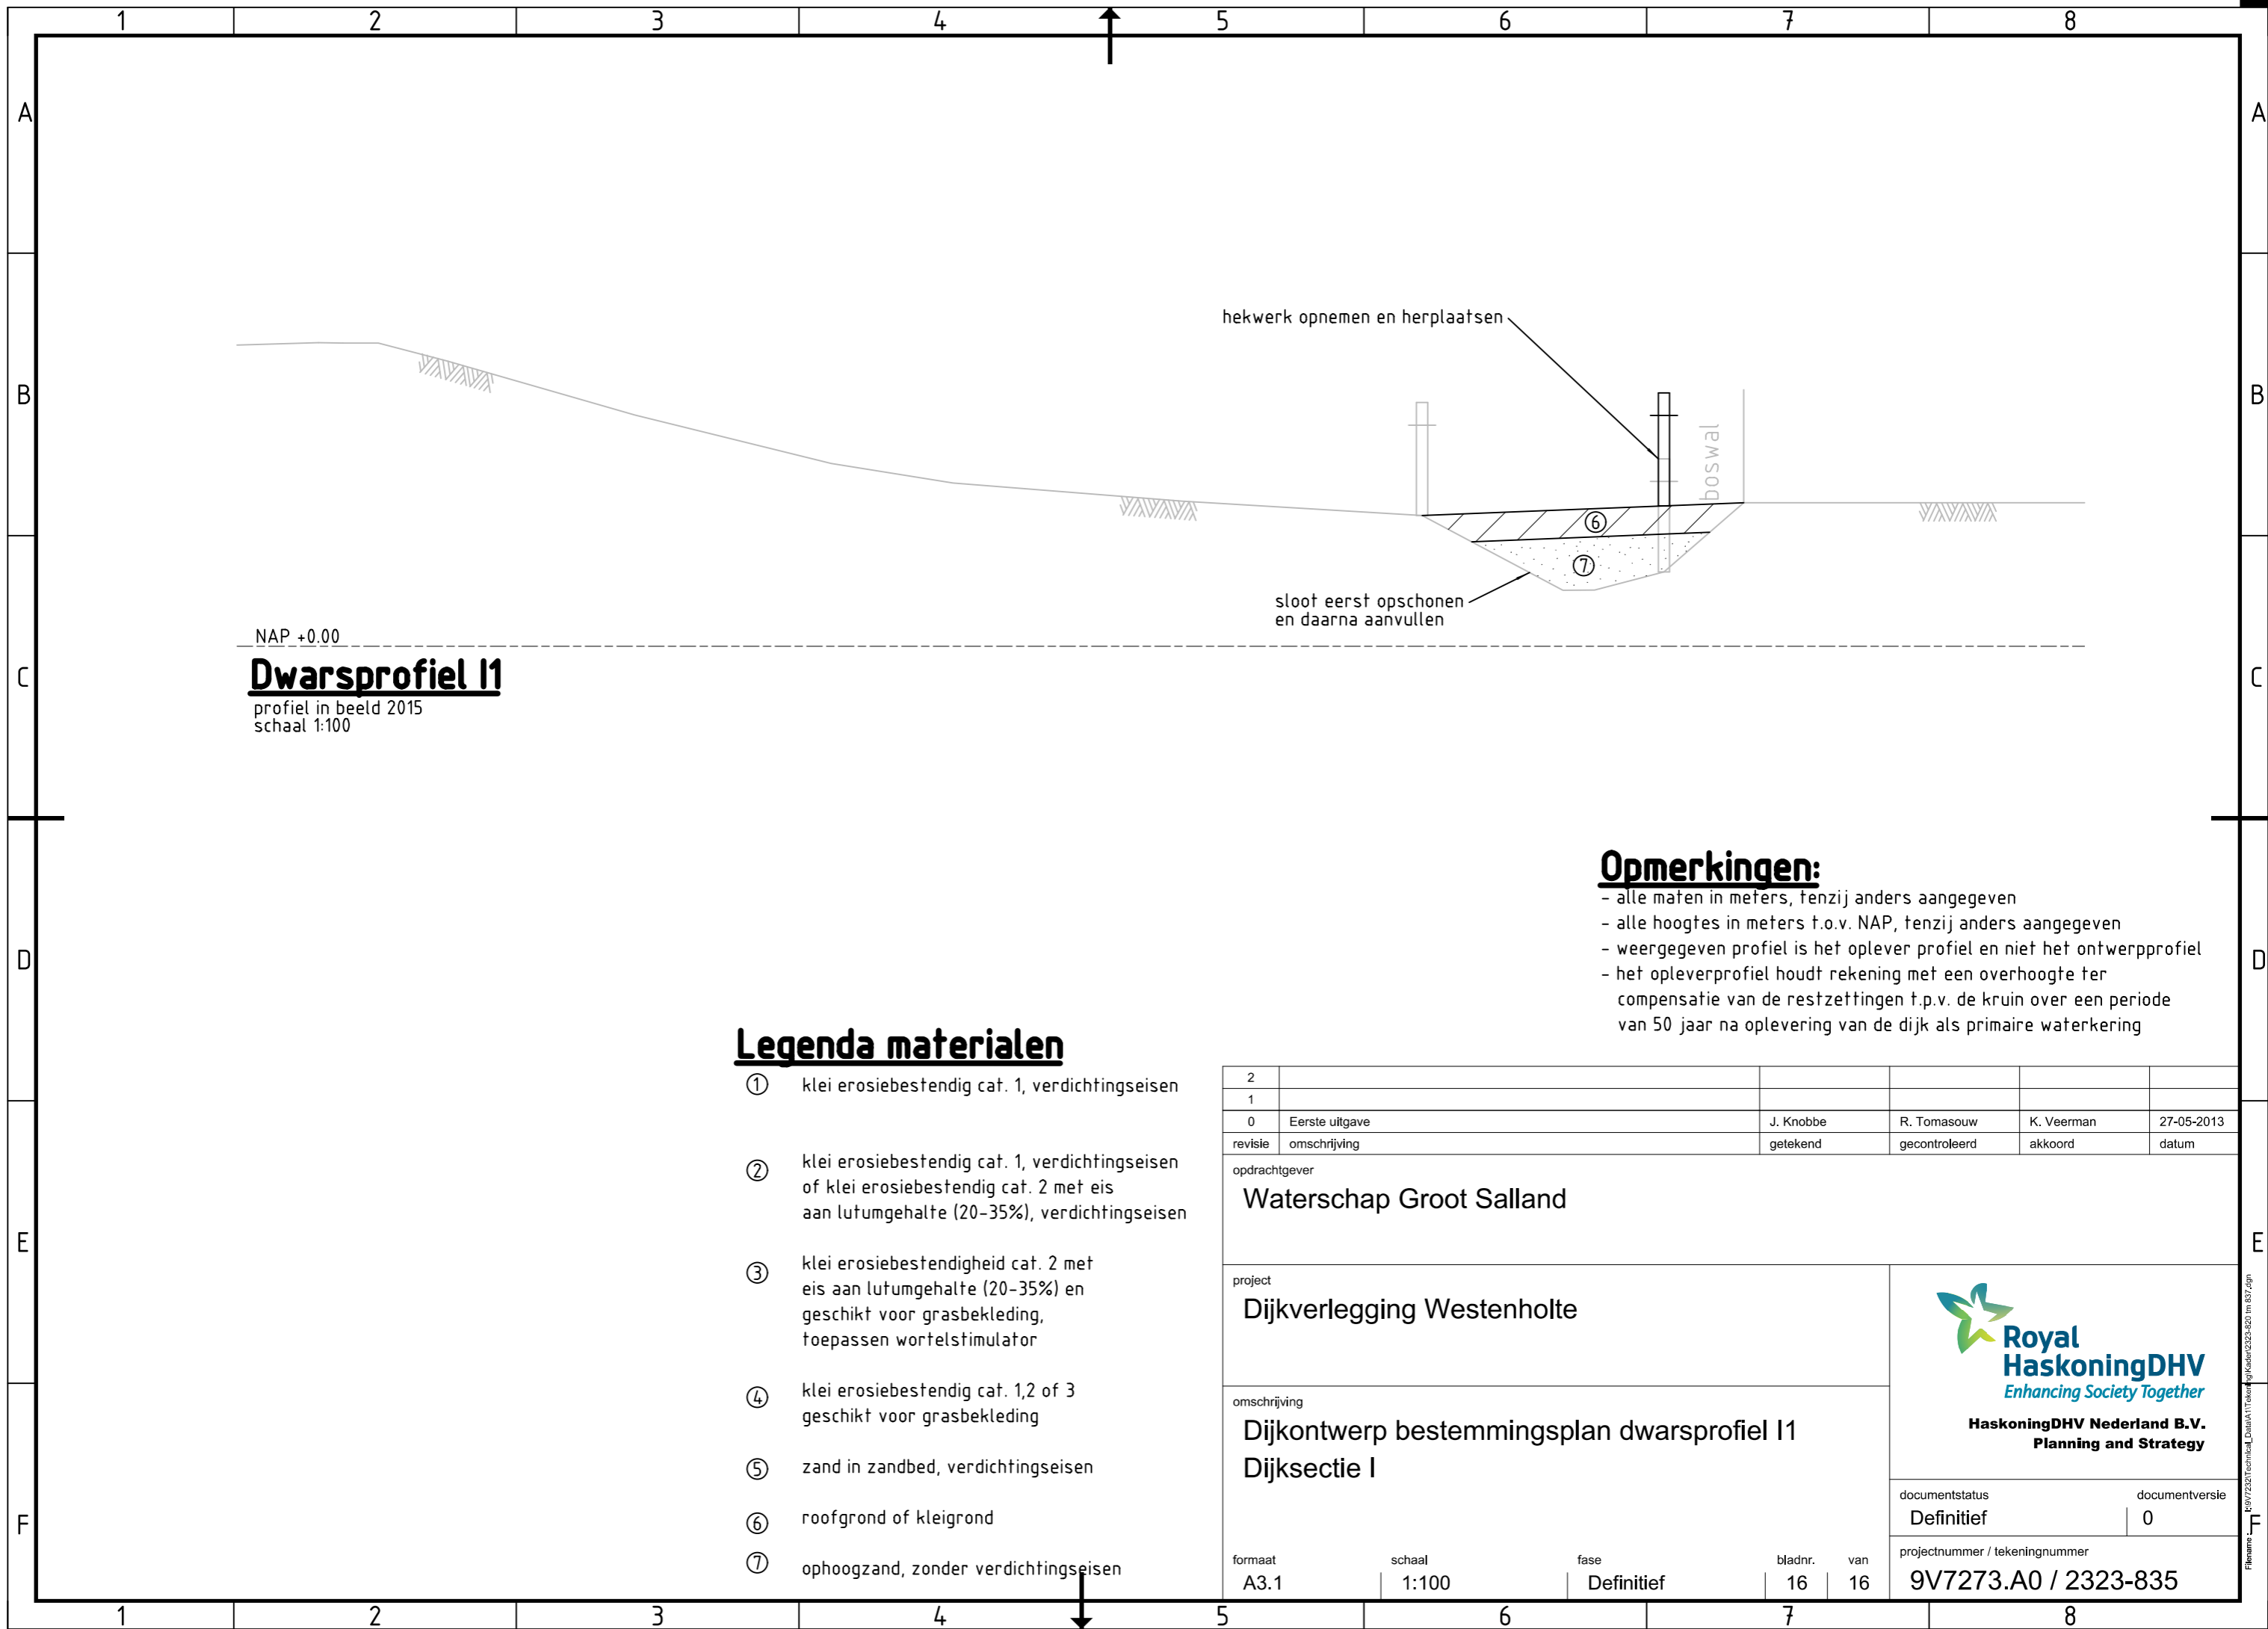 1 2 3 4 5 6 7 8
A A
B B
C C
D D
E E
F F
hekwerk opnemen en herplaatsen
boswal
6
7
sloot eerst opschonen
en daarna aanvullen
NAP +0.00
Dwarsprofiel I1
profiel in beeld 2015
schaal 1:100
Opmerkingen:
- alle maten in meters, tenzij anders aangegeven
- alle hoogtes in meters t.o.v. NAP, tenzij anders aangegeven
- weergegeven profiel is het oplever profiel en niet het ontwerpprofiel
- het opleverprofiel houdt rekening met een overhoogte ter
compensatie van de restzettingen t.p.v. de kruin over een periode
van 50 jaar na oplevering van de dijk als primaire waterkering
Legenda materialen
1 klei erosiebestendig cat. 1, verdichtingseisen
2 klei erosiebestendig cat. 1, verdichtingseisen
of klei erosiebestendig cat. 2 met eis
aan lutumgehalte (20-35%), verdichtingseisen
3 klei erosiebestendigheid cat. 2 met
eis aan lutumgehalte (20-35%) en
geschikt voor grasbekleding,
toepassen wortelstimulator
4 klei erosiebestendig cat. 1,2 of 3
geschikt voor grasbekleding
5 zand in zandbed, verdichtingseisen
6 roofgrond of kleigrond
7 ophoogzand, zonder verdichtingseisen
2
1
0 Eerste uitgave J. Knobbe R. Tomasouw K. Veerman 27-05-2013
revisie omschrijving getekend gecontroleerd akkoord datum
opdrachtgever
Waterschap Groot Salland
project
Dijkverlegging Westenholte
omschrijving
Dijkontwerp bestemmingsplan dwarsprofiel I1
Dijksectie I
formaat schaal fase bladnr. van
A3.1 1:100 Definitief 16 16
Royal
HaskoningDHV
Enhancing Society Together
HaskoningDHV Nederland B.V.
Planning and Strategy
documentstatus documentversie
Definitief 0
projectnummer / tekeningnummer
9V7273.A0 / 2323-835
1 2 3 4 5 6 7 8